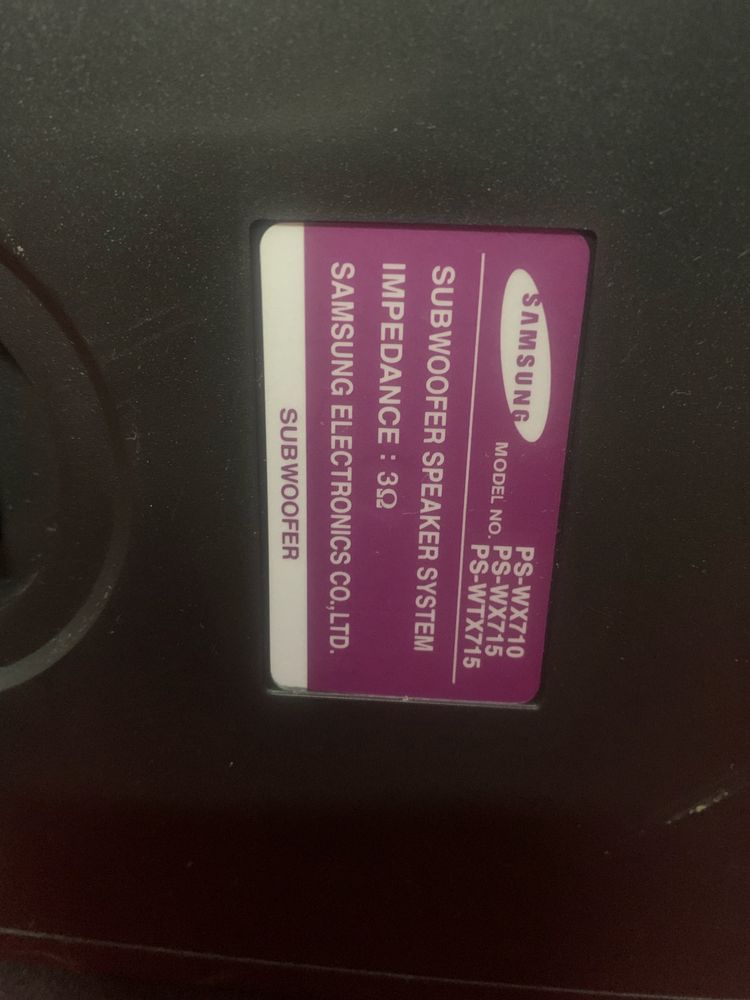 SAMSUNG
MODEL NO. PS-WX710
PS-WX715
PS-WTX715
SUBWOOFER SPEAKER SYSTEM
IMPEDANCE : 3Ω
SAMSUNG ELECTRONICS CO.,LTD.
SUBWOOFER